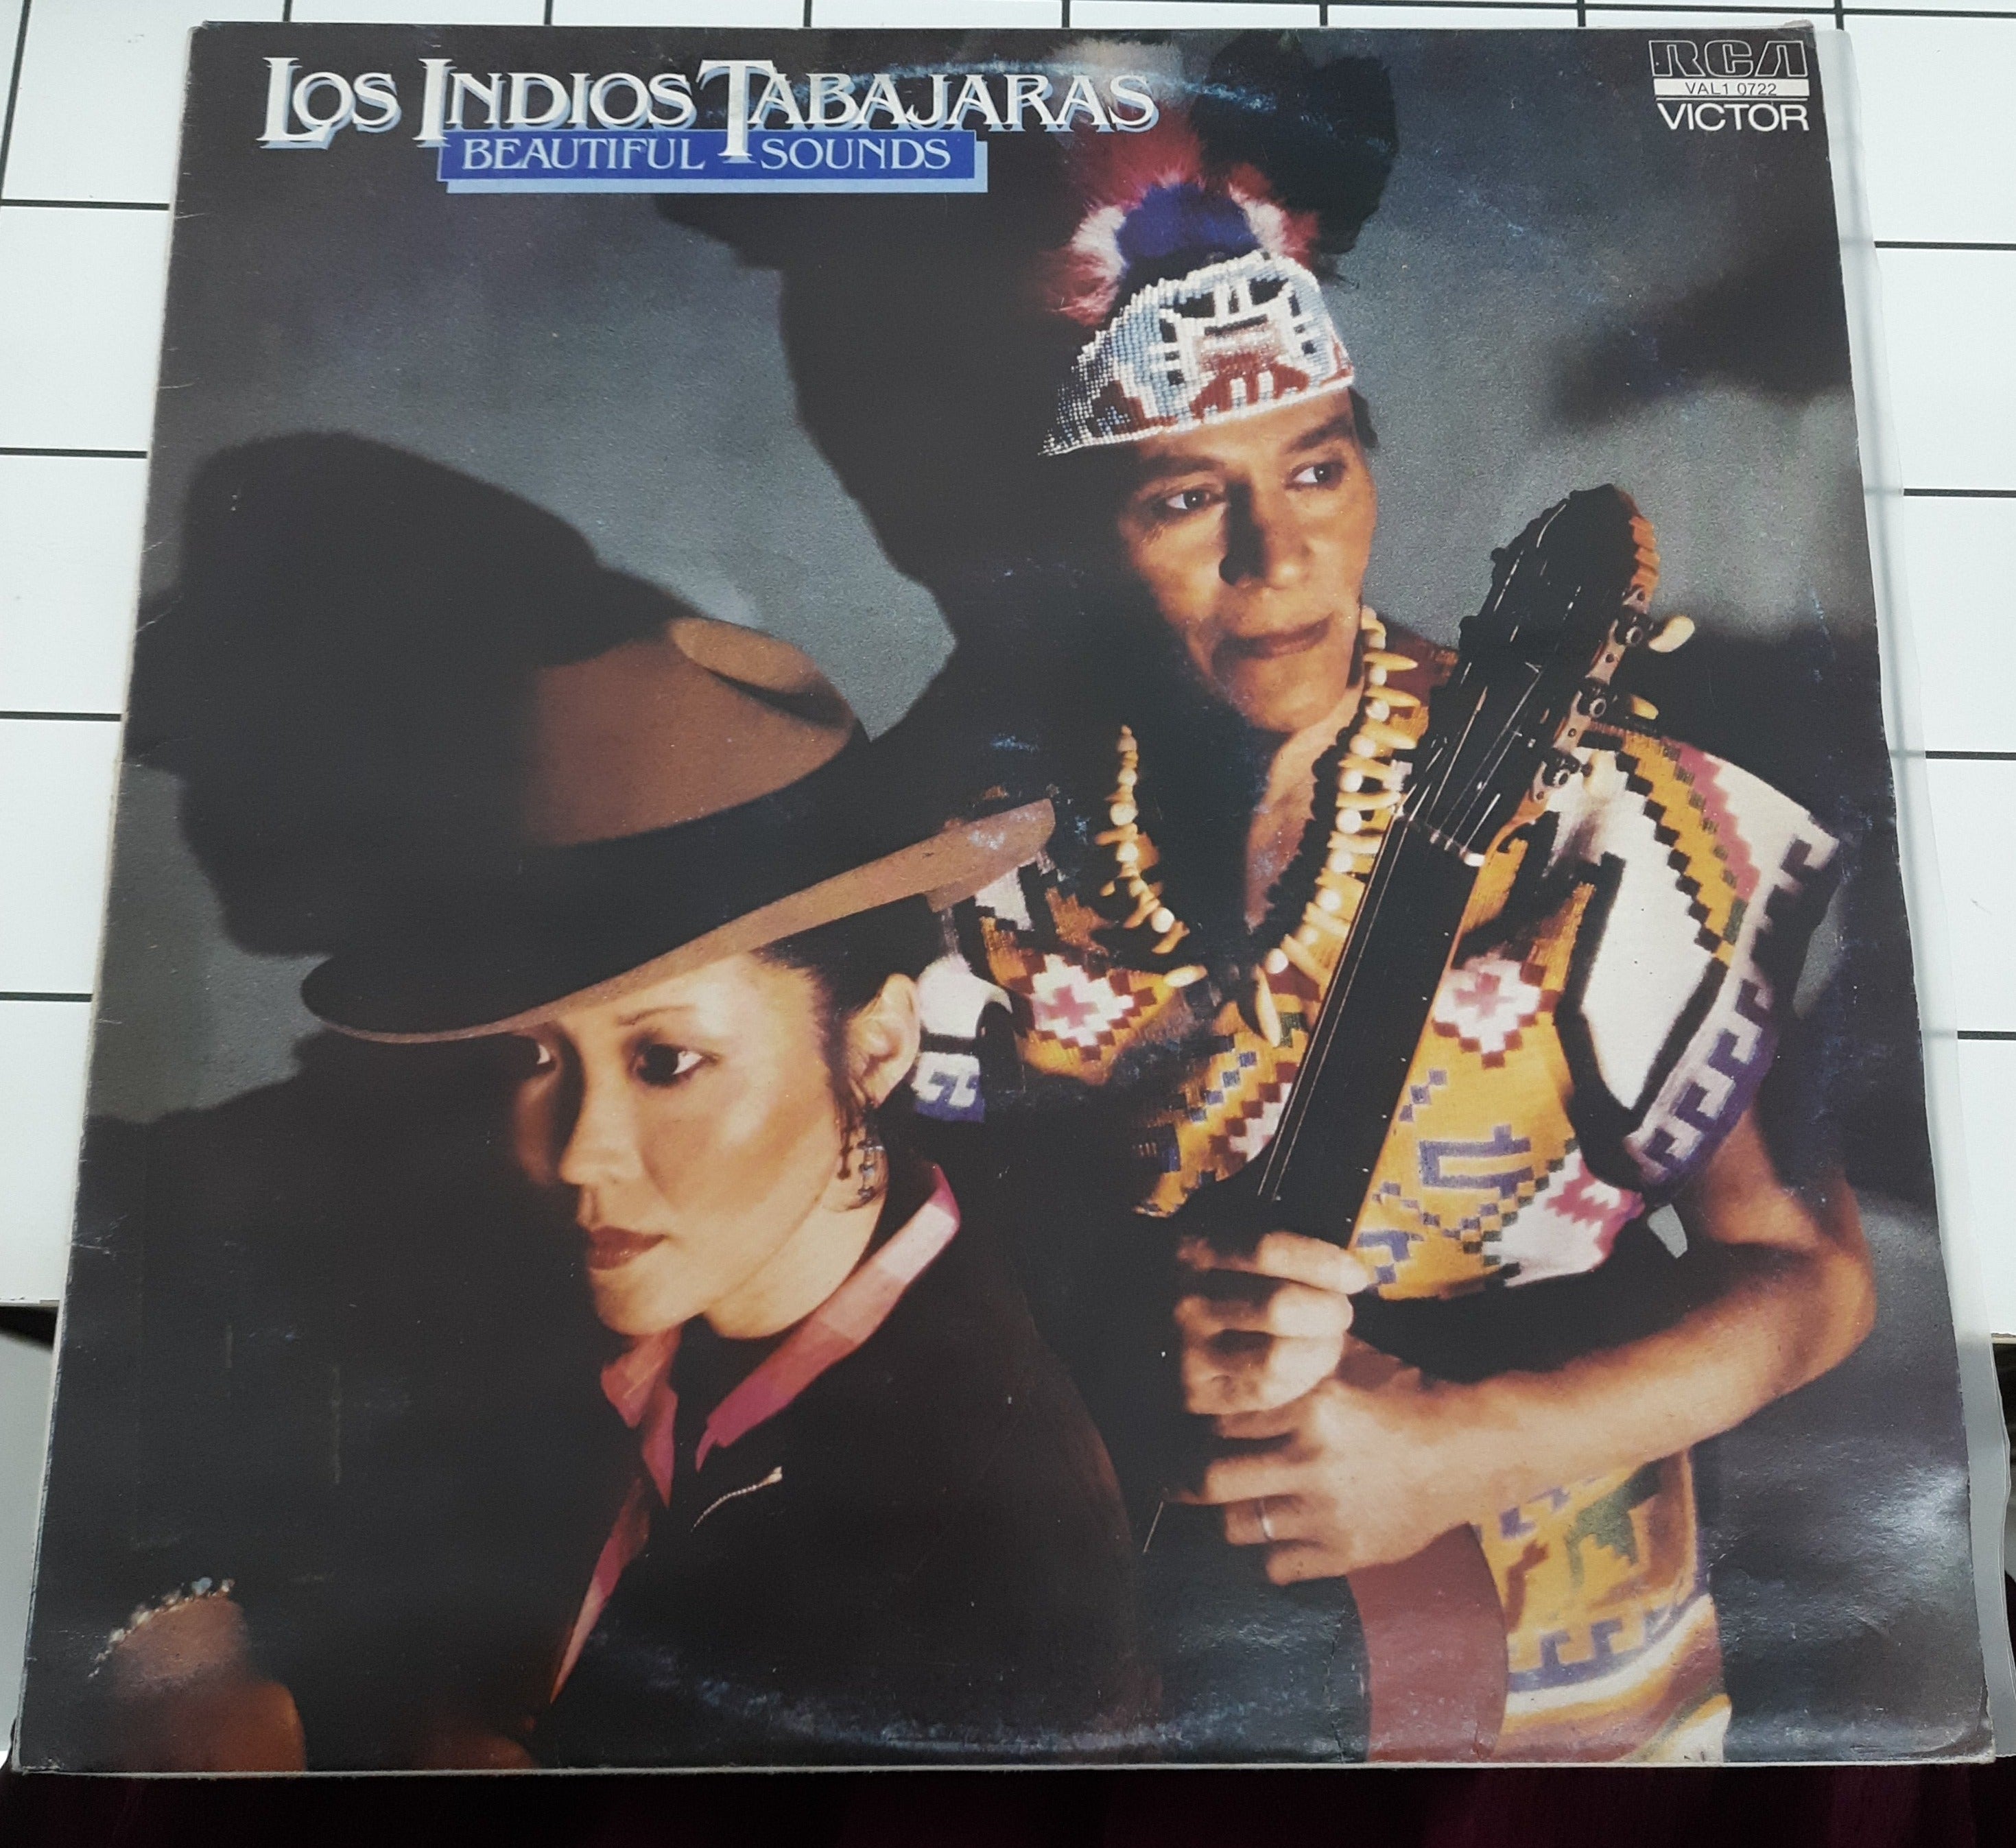 LOS INDIOS TABAJARAS
BEAUTIFUL SOUNDS
RCA
VAL1 0722
VICTOR